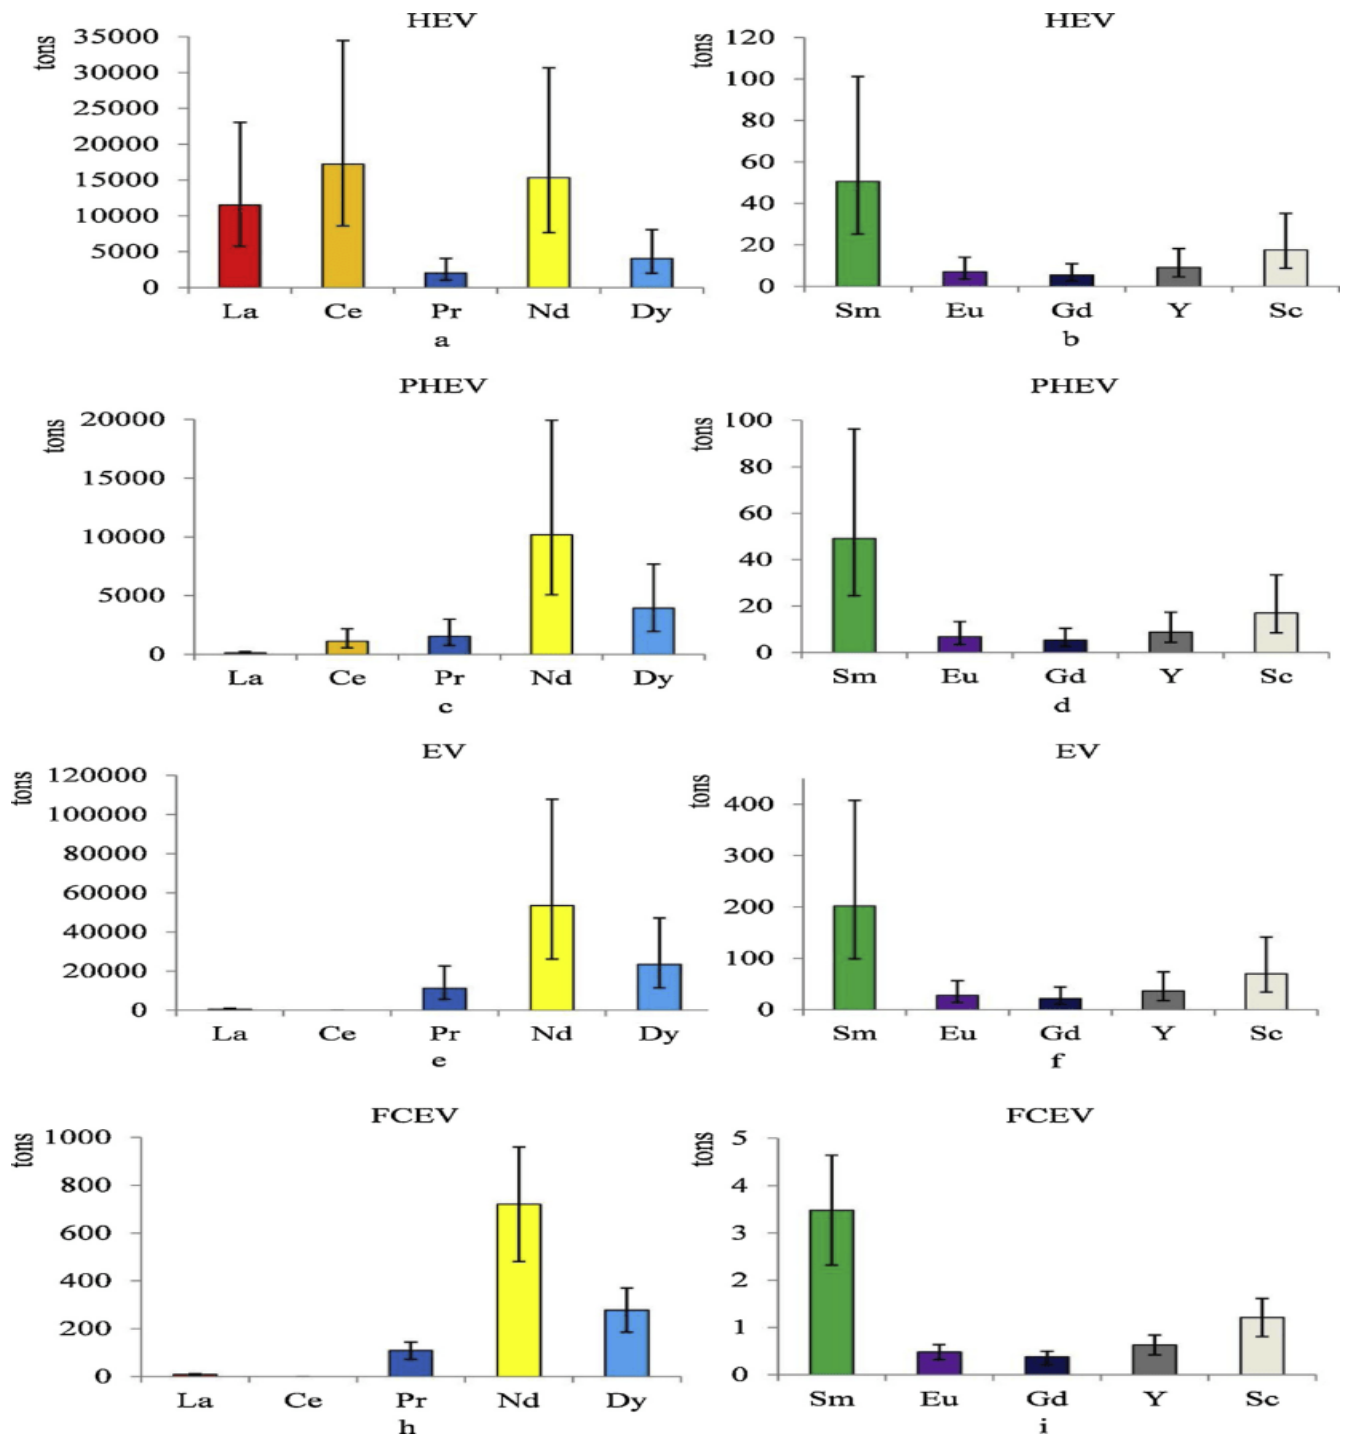 HEV
tons
35000
30000
25000
20000
15000
10000
5000
0
La Ce Pr Nd Dy
a
HEV
tons
120
100
80
60
40
20
0
Sm Eu Gd Y Sc
b
PHEV
tons
20000
15000
10000
5000
0
La Ce Pr Nd Dy
c
PHEV
tons
100
80
60
40
20
0
Sm Eu Gd Y Sc
d
EV
tons
120000
100000
80000
60000
40000
20000
0
La Ce Pr Nd Dy
e
EV
tons
400
300
200
100
0
Sm Eu Gd Y Sc
f
FCEV
tons
1000
800
600
400
200
0
La Ce Pr Nd Dy
h
FCEV
tons
5
4
3
2
1
0
Sm Eu Gd Y Sc
i